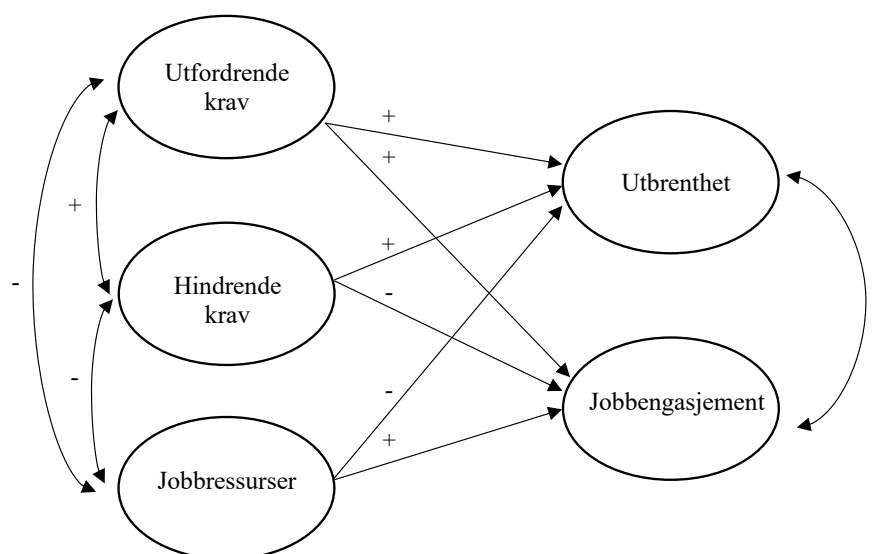 Utfordrende
krav
+
+
Utbrenthet
+
+
-
Hindrende
krav
-
-
-
Jobbengasjement
+
Jobbressurser